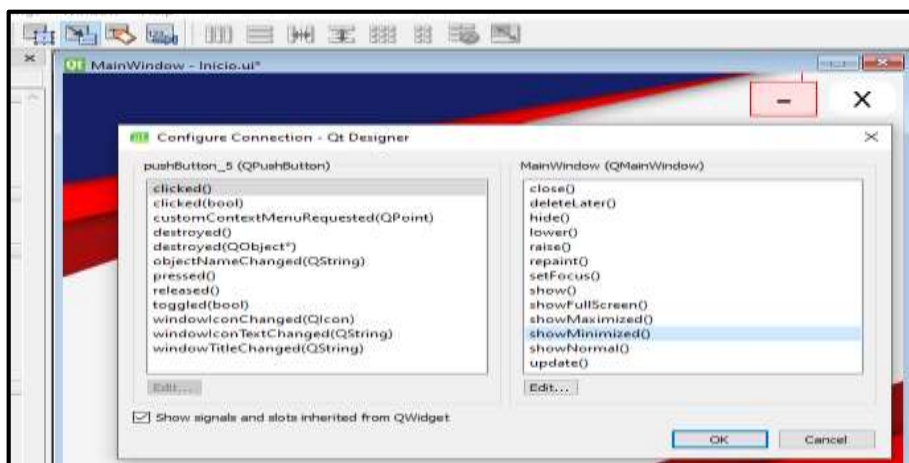 MainWindow - Inicio.ui*
Configure Connection - Qt Designer
pushButton_5 (QPushButton)
clicked()
clicked(bool)
customContextMenuRequested(QPoint)
destroyed()
destroyed(QObject*)
objectNameChanged(QString)
pressed()
released()
toggled(bool)
windowIconChanged(QIcon)
windowIconTextChanged(QString)
windowTitleChanged(QString)
Edit...
MainWindow (QMainWindow)
close()
deleteLater()
hide()
lower()
raise()
repaint()
setFocus()
show()
showFullScreen()
showMaximized()
showMinimized()
showNormal()
update()
Edit...
Show signals and slots inherited from QWidget
OK
Cancel